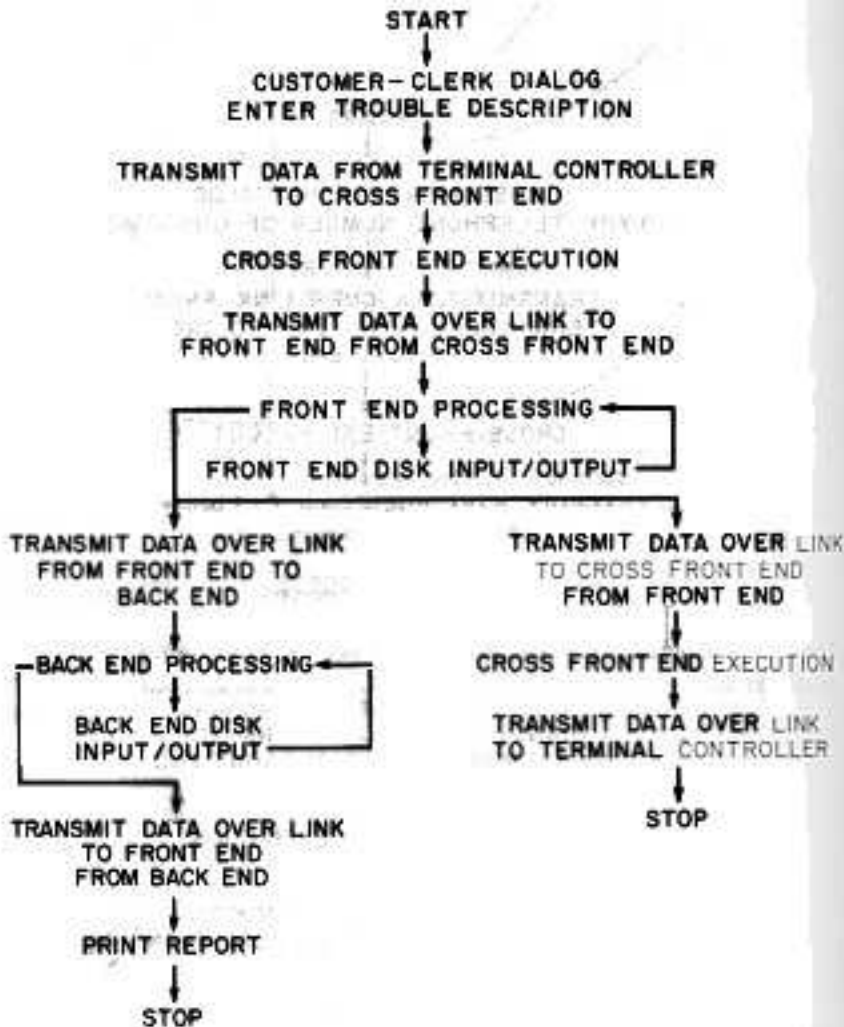 START
CUSTOMER-CLERK DIALOG
ENTER TROUBLE DESCRIPTION
TRANSMIT DATA FROM TERMINAL CONTROLLER
TO CROSS FRONT END
CROSS FRONT END EXECUTION
TRANSMIT DATA OVER LINK TO
FRONT END FROM CROSS FRONT END
FRONT END PROCESSING
FRONT END DISK INPUT/OUTPUT
TRANSMIT DATA OVER LINK
FROM FRONT END TO
BACK END
BACK END PROCESSING
BACK END DISK
INPUT/OUTPUT
TRANSMIT DATA OVER LINK
TO FRONT END
FROM BACK END
PRINT REPORT
STOP
TRANSMIT DATA OVER LINK
TO CROSS FRONT END
FROM FRONT END
CROSS FRONT END EXECUTION
TRANSMIT DATA OVER LINK
TO TERMINAL CONTROLLER
STOP